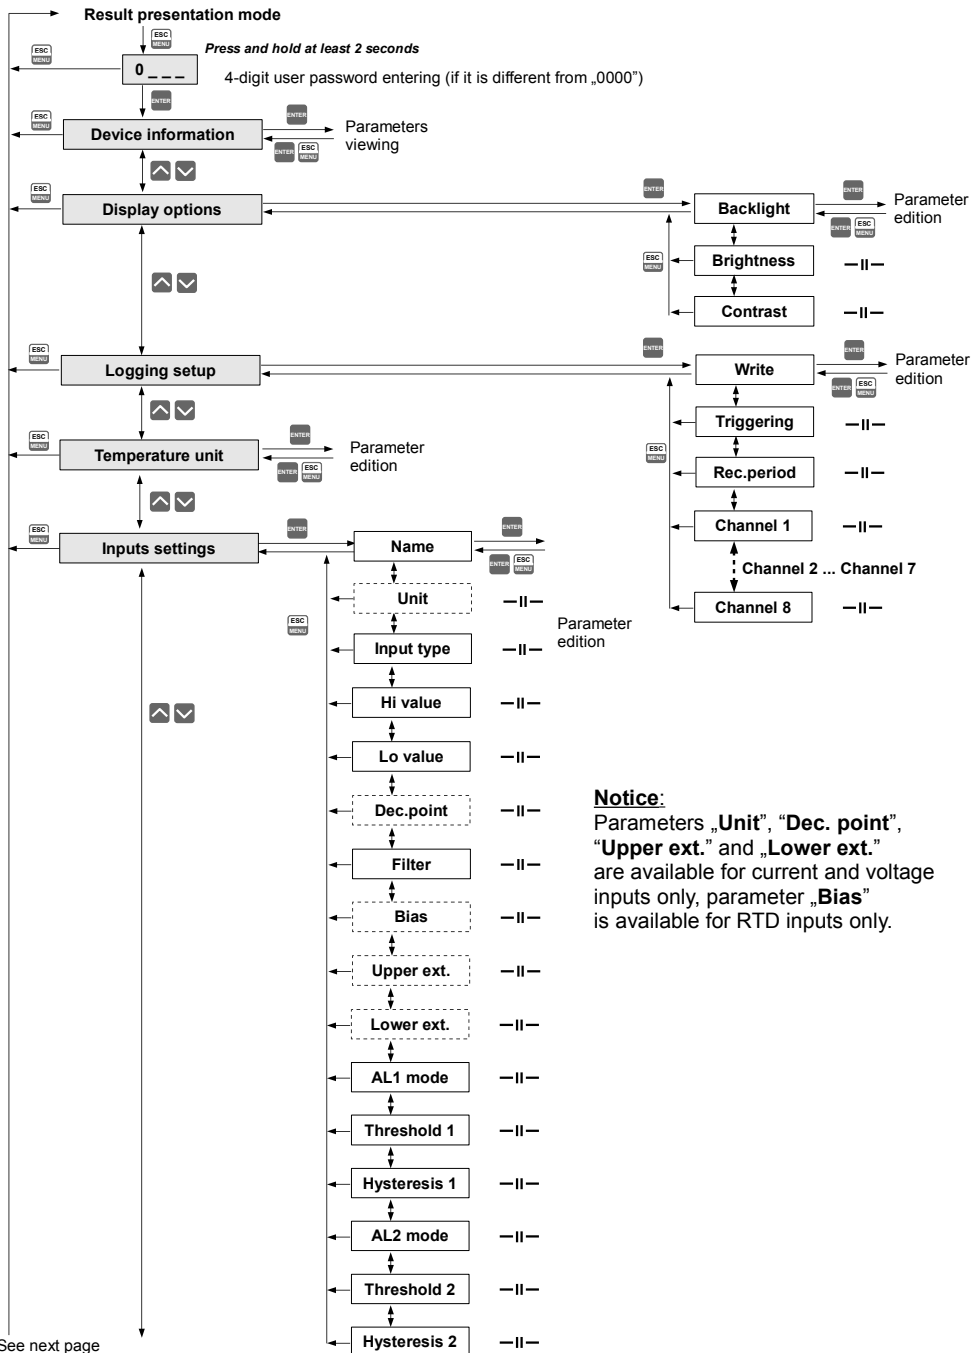 Result presentation mode
ESC
MENU
Press and hold at least 2 seconds
ESC
MENU
0 _ _ _
4-digit user password entering (if it is different from „0000”)
ENTER
ESC
MENU
Device information
ENTER
Parameters
viewing
ENTER
ESC
MENU
ESC
MENU
Display options
ENTER
Backlight
ENTER
Parameter
edition
ENTER
ESC
MENU
ESC
MENU
Brightness
—II—
Contrast
—II—
ESC
MENU
Logging setup
ENTER
Write
ENTER
Parameter
edition
ENTER
ESC
MENU
Triggering
—II—
ESC
MENU
Temperature unit
ENTER
Parameter
edition
ENTER
ESC
MENU
ESC
MENU
Rec.period
—II—
ESC
MENU
Inputs settings
ENTER
Name
ENTER
ENTER
ESC
MENU
Channel 1
—II—
Channel 2 ... Channel 7
Channel 8
—II—
Unit
—II—
ESC
MENU
Parameter
edition
Input type
—II—
Hi value
—II—
Lo value
—II—
Dec.point
—II—
Filter
—II—
Bias
—II—
Upper ext.
—II—
Lower ext.
—II—
AL1 mode
—II—
Threshold 1
—II—
Hysteresis 1
—II—
AL2 mode
—II—
Threshold 2
—II—
Hysteresis 2
—II—
Notice:
Parameters „Unit”, “Dec. point”,
“Upper ext.” and „Lower ext.”
are available for current and voltage
inputs only, parameter „Bias”
is available for RTD inputs only.
See next page